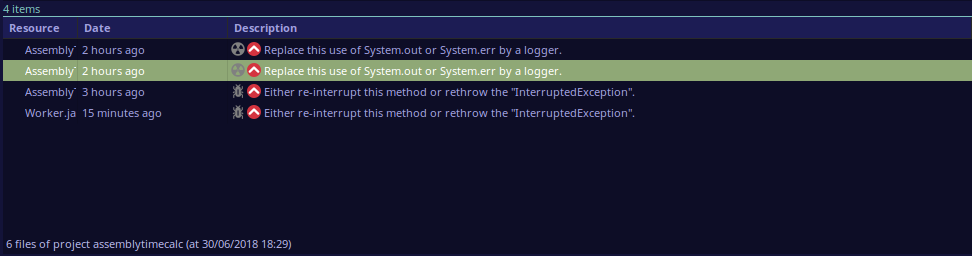 4 items
Resource Date Description
Assembly 2 hours ago Replace this use of System.out or System.err by a logger.
Assembly 2 hours ago Replace this use of System.out or System.err by a logger.
Assembly 3 hours ago Either re-interrupt this method or rethrow the "InterruptedException".
Worker.ja 15 minutes ago Either re-interrupt this method or rethrow the "InterruptedException".
6 files of project assemblytimecalc (at 30/06/2018 18:29)